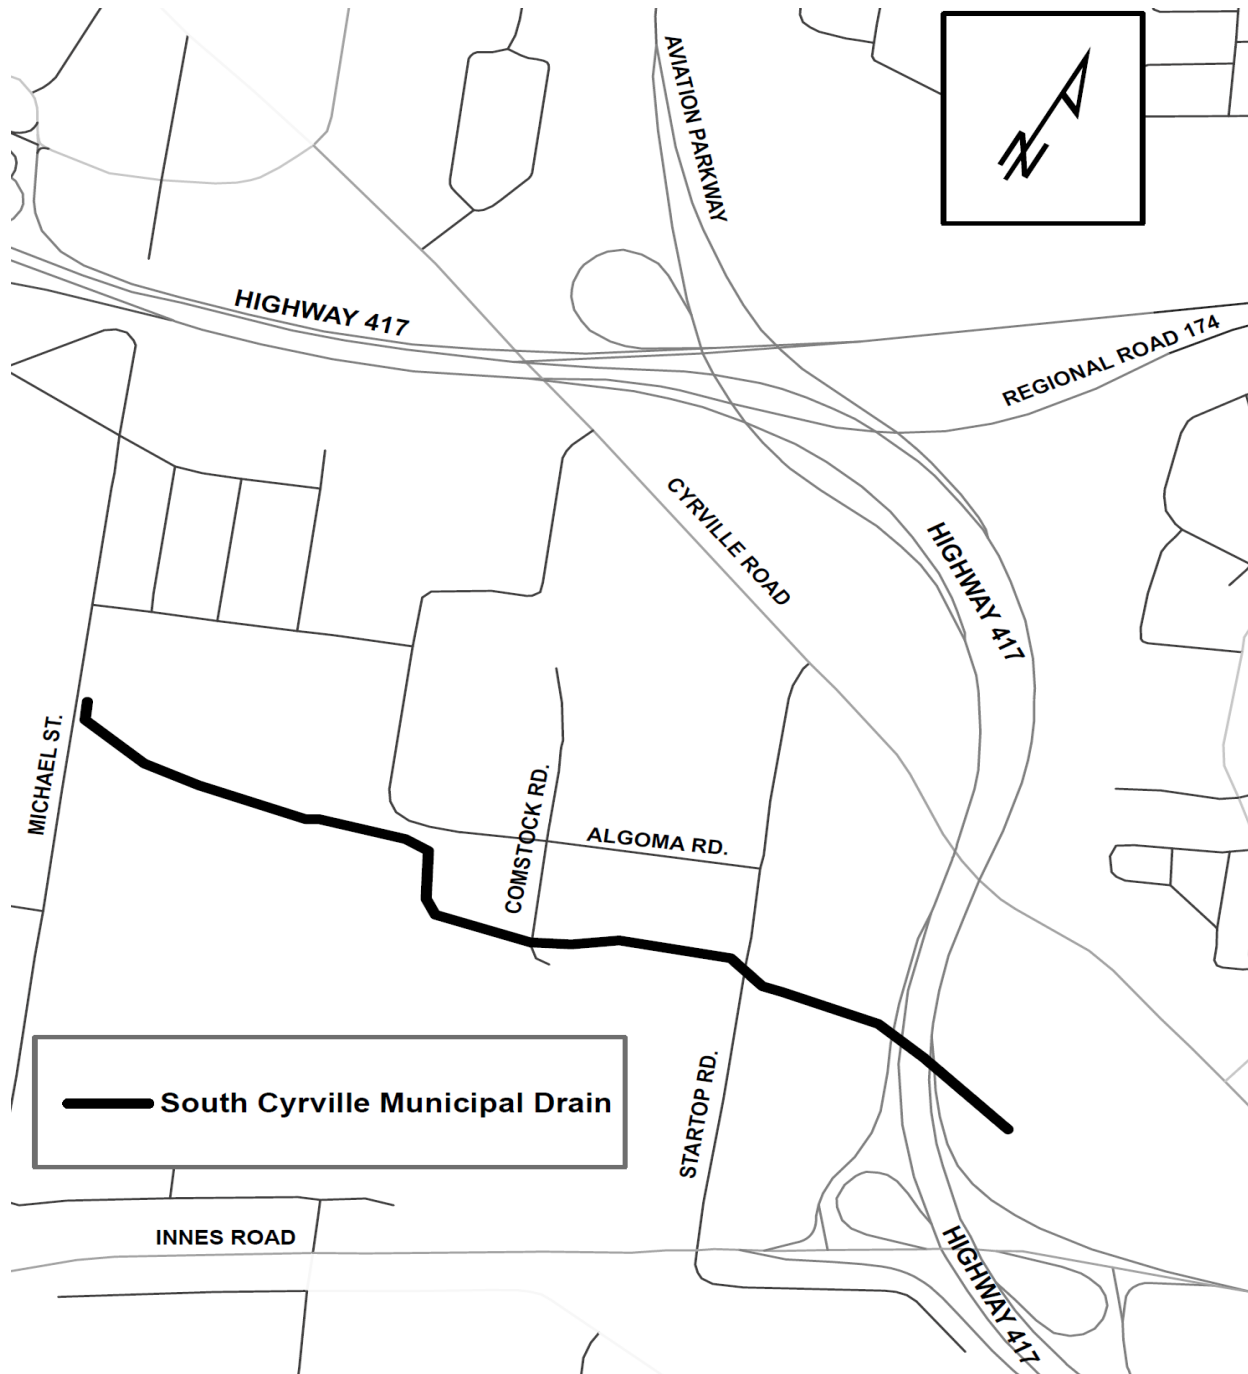 AVIATION PARKWAY
N
HIGHWAY 417
REGIONAL ROAD 174
CYRVILLE ROAD
HIGHWAY 417
MICHAEL ST.
COMSTOCK RD.
ALGOMA RD.
STARTOP RD.
South Cyrville Municipal Drain
INNES ROAD
HIGHWAY 417